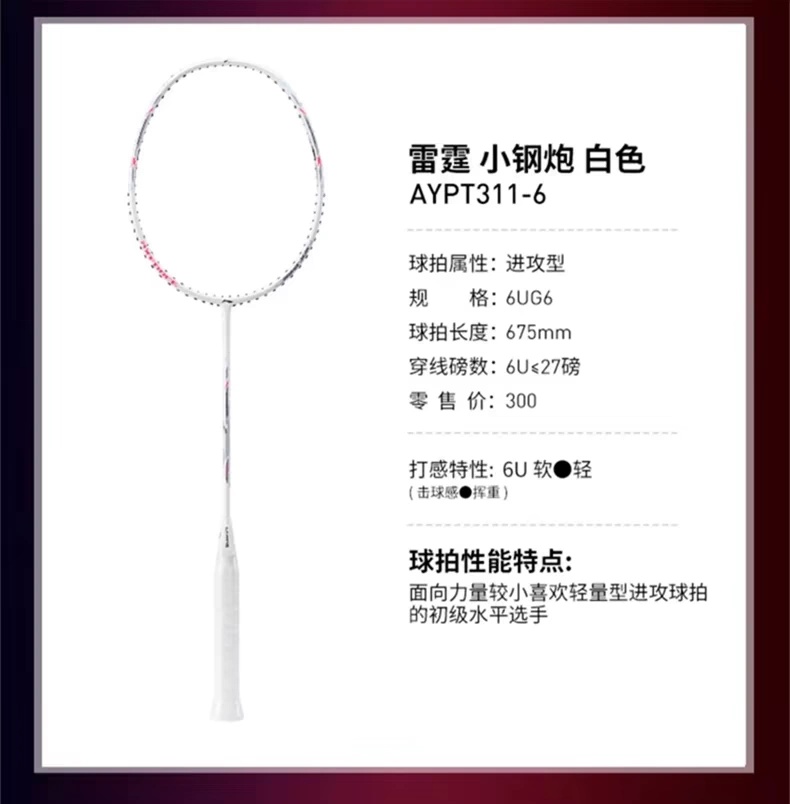 雷霆 小钢炮 白色
AYPT311-6
球拍属性：进攻型
规 格：6UG6
球拍长度：675mm
穿线磅数：6U≤27磅
零 售 价：300
打感特性：6U 软●轻
(击球感●挥重)
球拍性能特点:
面向力量较小喜欢轻量型进攻球拍
的初级水平选手